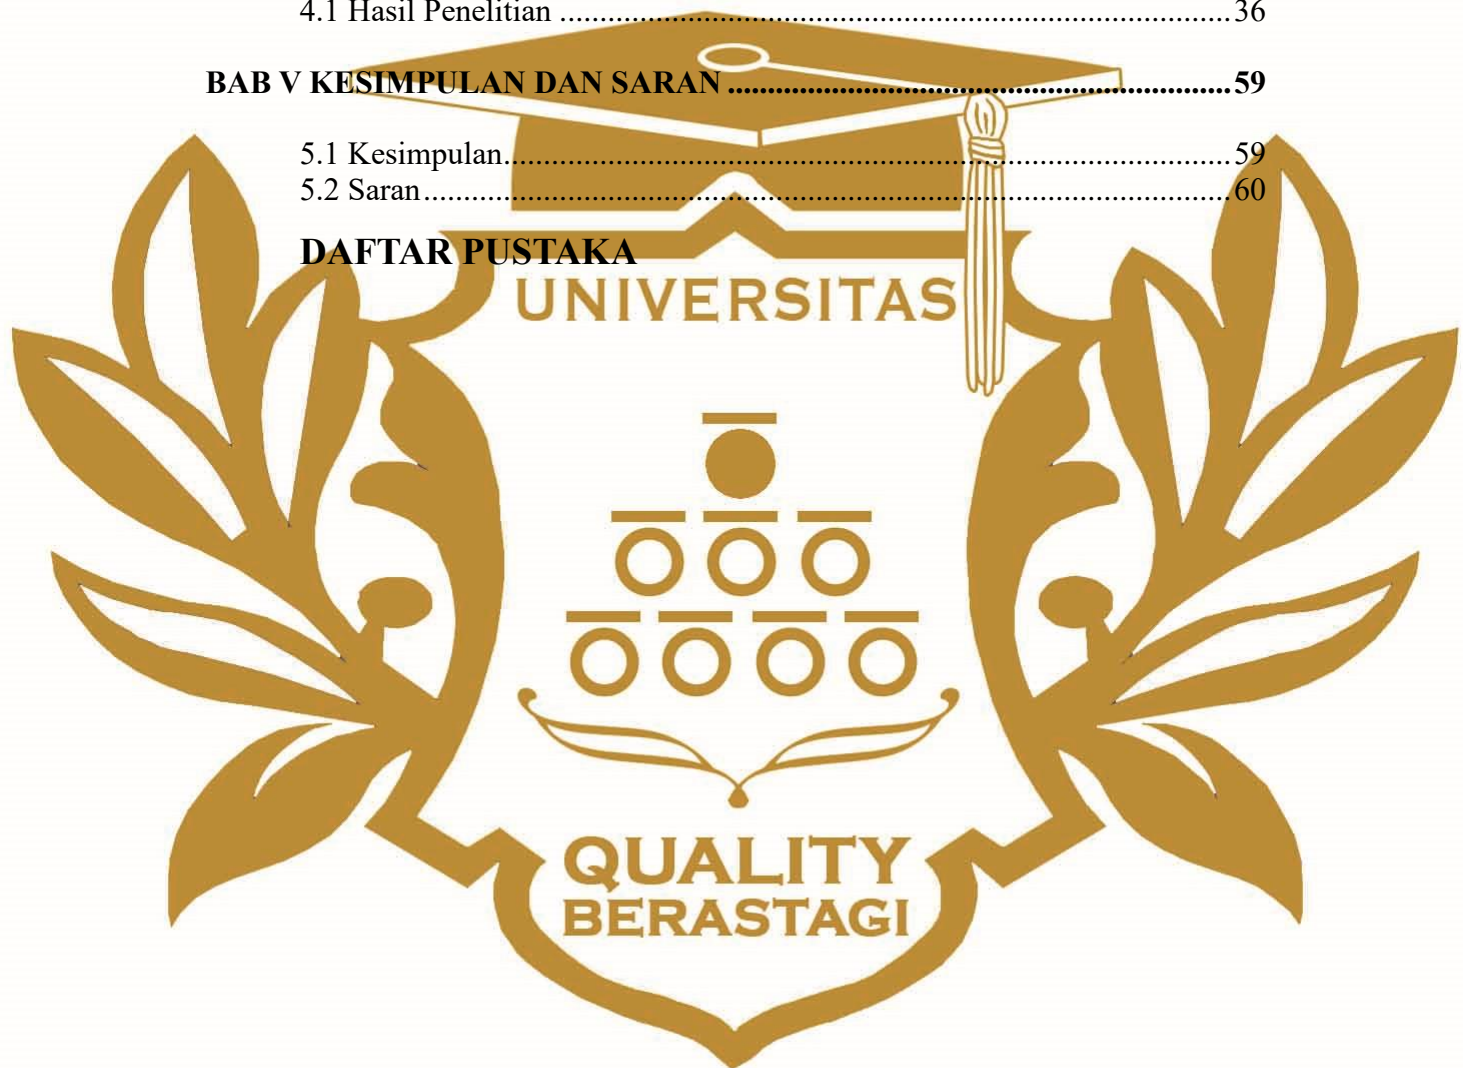 4.1 Hasil Penelitian ........................................................................................ 36
BAB V KESIMPULAN DAN SARAN ................................................................ 59
5.1 Kesimpulan ............................................................................................... 59
5.2 Saran .......................................................................................................... 60
DAFTAR PUSTAKA
UNIVERSITAS
QUALITY
BERASTAGI